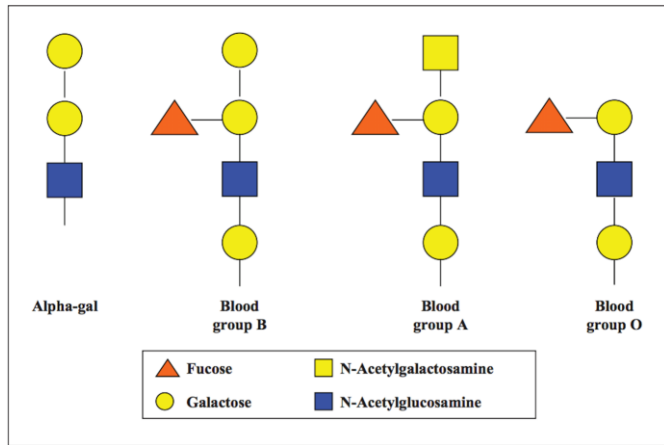 Alpha-gal
Blood
group B
Blood
group A
Blood
group O
Fucose
N-Acetylgalactosamine
Galactose
N-Acetylglucosamine